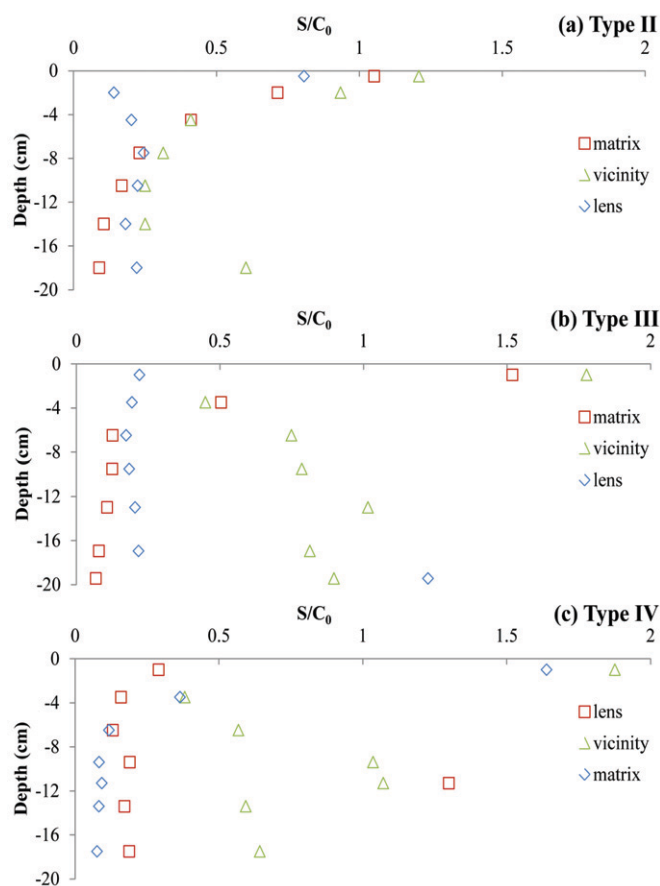 S/C0 (a) Type II
0 0.5 1 1.5 2
0
-4
-8
-12
-16
-20
Depth (cm)
matrix
vicinity
lens
S/C0 (b) Type III
0 0.5 1 1.5 2
0
-4
-8
-12
-16
-20
Depth (cm)
matrix
vicinity
lens
S/C0 (c) Type IV
0 0.5 1 1.5 2
0
-4
-8
-12
-16
-20
Depth (cm)
lens
vicinity
matrix